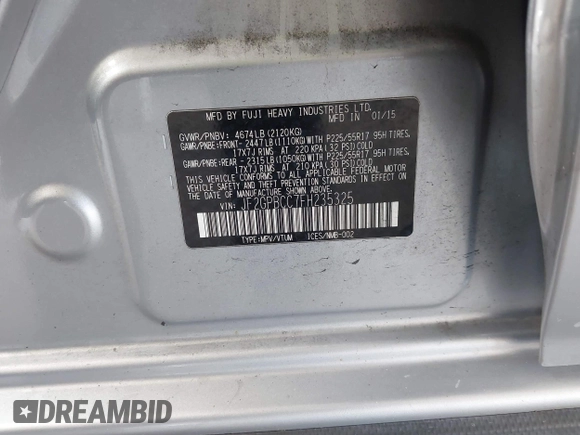 MFD BY FUJI HEAVY INDUSTRIES LTD.
MFD IN 01/15
GVWR/PNBV: 4674LB(2120KG)
GAWR/PNBE:FRONT- 2447LB(1110KG)WITH P225/55R17 95H TIRES.
17X7J RIMS AT 220 KPA(32 PSI)COLD
GAWR/PNBE:REAR - 2315LB(1050KG)WITH P225/55R17 95H TIRES.
17X7J RIMS AT 210 KPA(30 PSI)COLD
THIS VEHICLE CONFORMS TO ALL APPLICABLE FEDERAL MOTOR
VEHICLE SAFETY STANDARDS IN EFFECT ON
THE DATE OF MANUFACTURE SHOWN ABOVE.
VIN: JF2GPBCC7FH235325
TYPE:MPV/VTUM ICES/NMB-002
DREAMBID